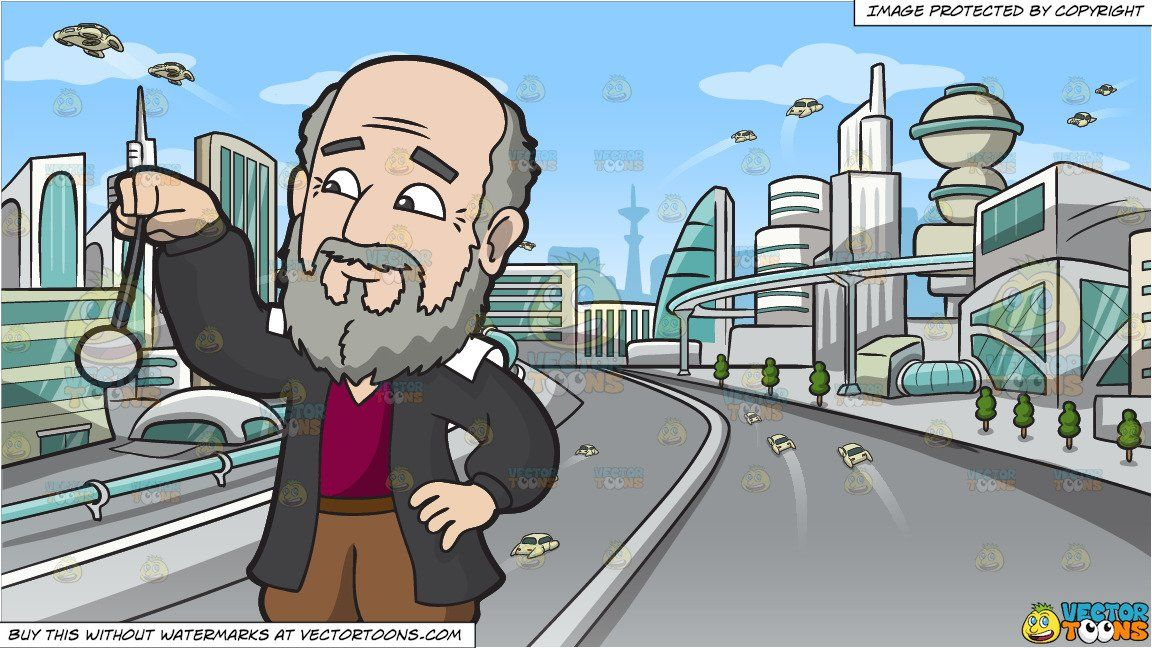 IMAGE PROTECTED BY COPYRIGHT
BUY THIS WITHOUT WATERMARKS AT VECTORTOONS.COM
VECTOR
TOONS